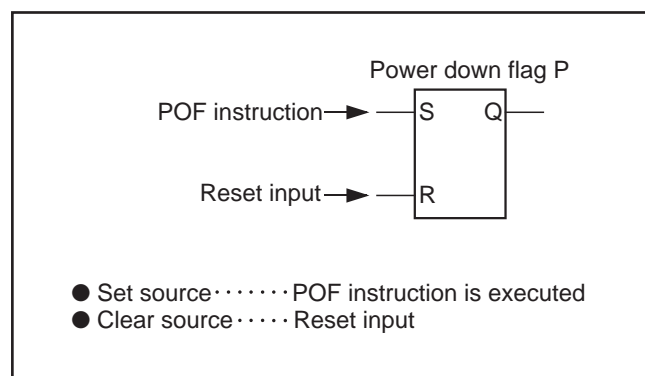 Power down flag P
POF instruction
S
Q
Reset input
R
● Set source·······POF instruction is executed
● Clear source·····Reset input